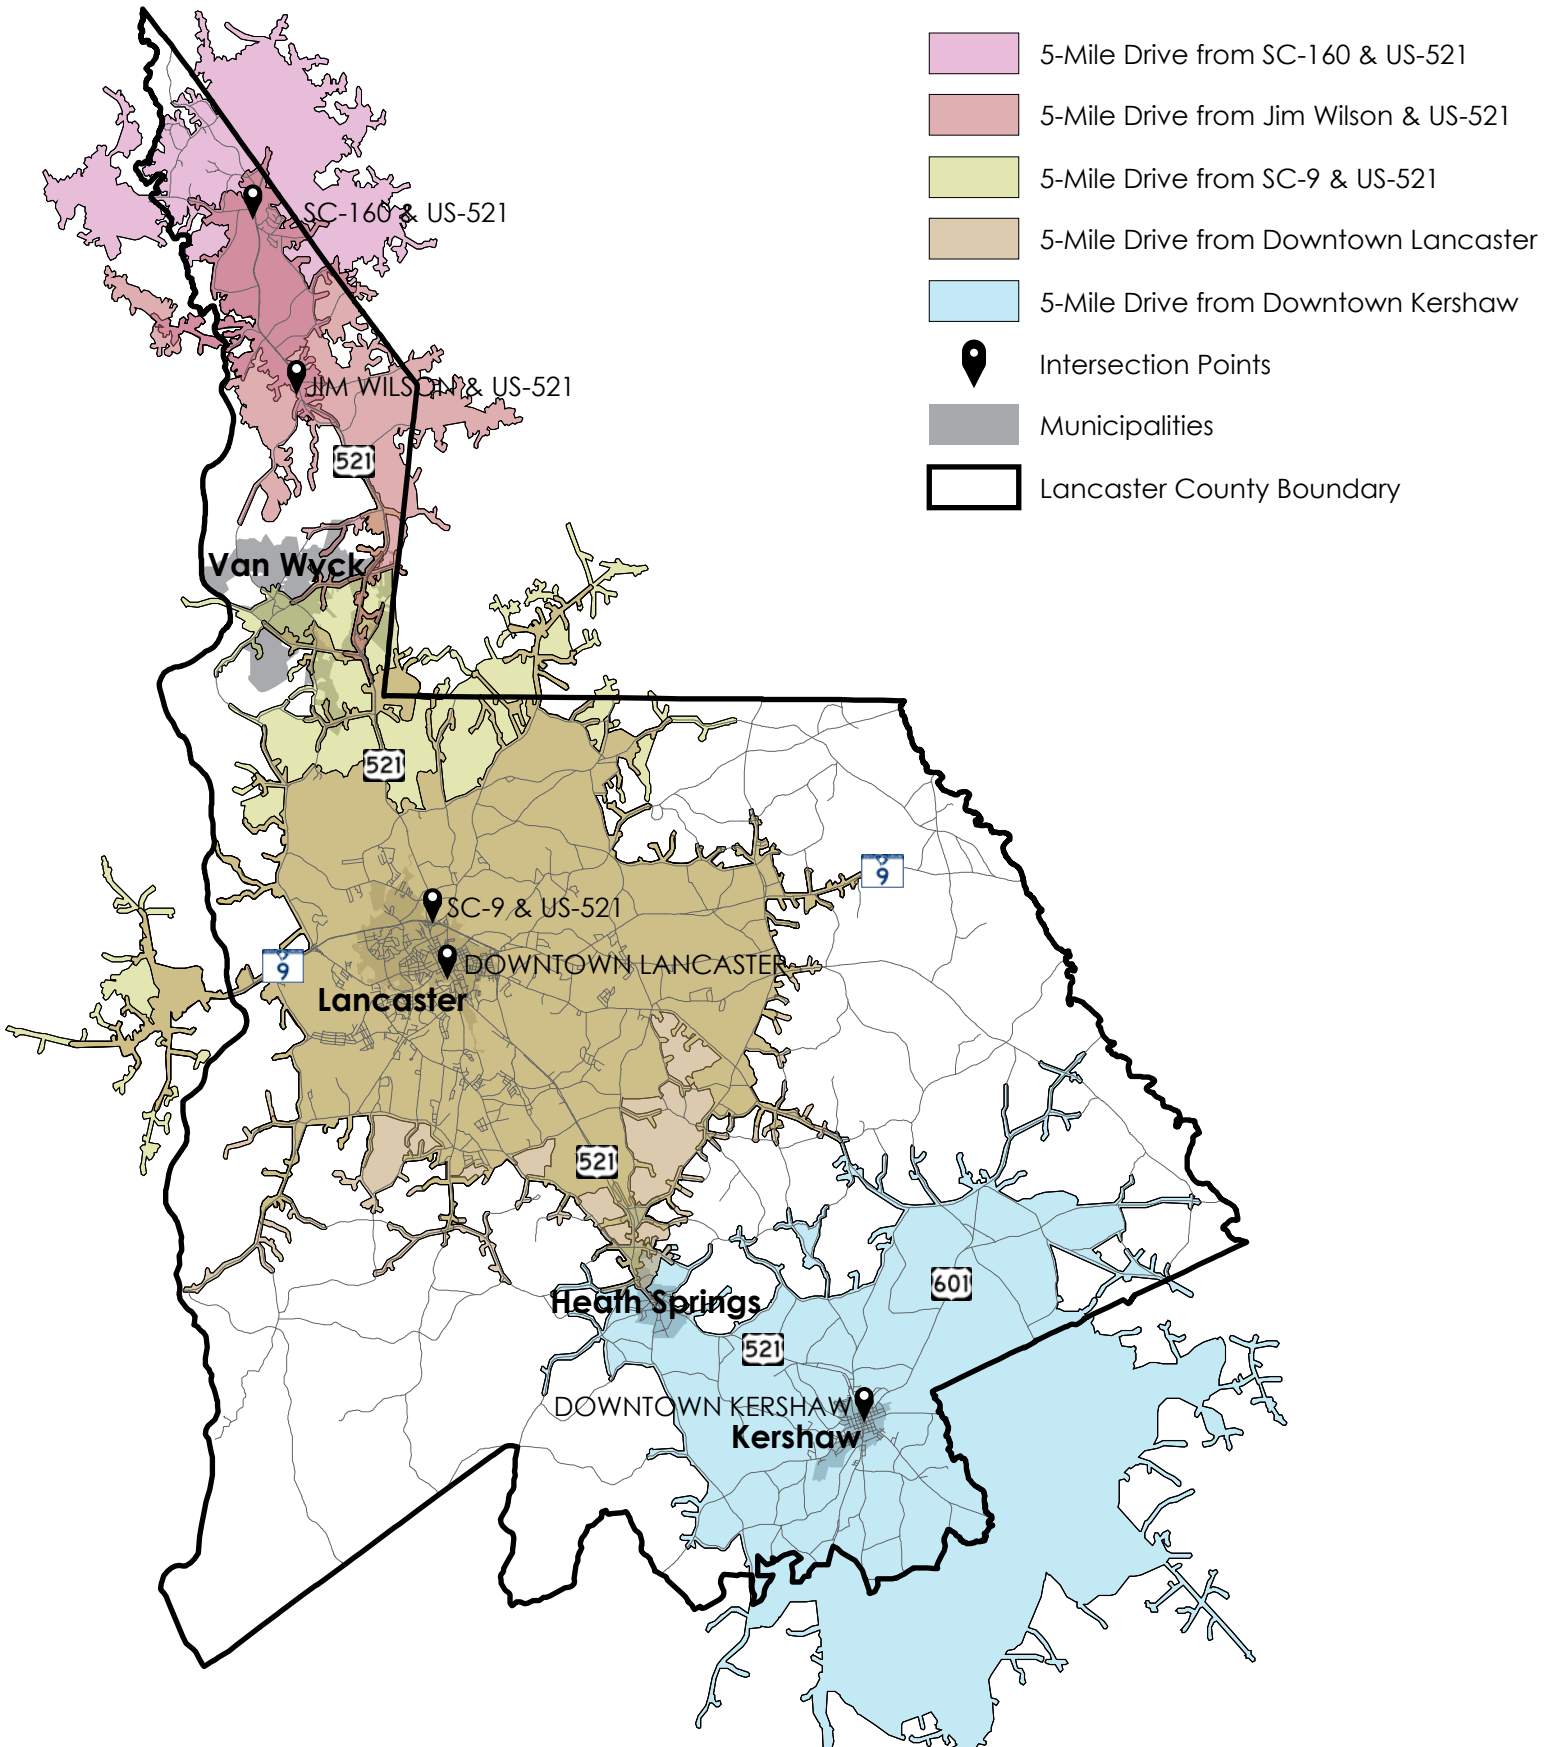 5-Mile Drive from SC-160 & US-521
5-Mile Drive from Jim Wilson & US-521
5-Mile Drive from SC-9 & US-521
5-Mile Drive from Downtown Lancaster
5-Mile Drive from Downtown Kershaw
Intersection Points
Municipalities
Lancaster County Boundary
SC-160 & US-521
JIM WILSON & US-521
521
Van Wyck
521
9
SC-9 & US-521
9
DOWNTOWN LANCASTER
Lancaster
521
601
Heath Springs
521
DOWNTOWN KERSHAW
Kershaw